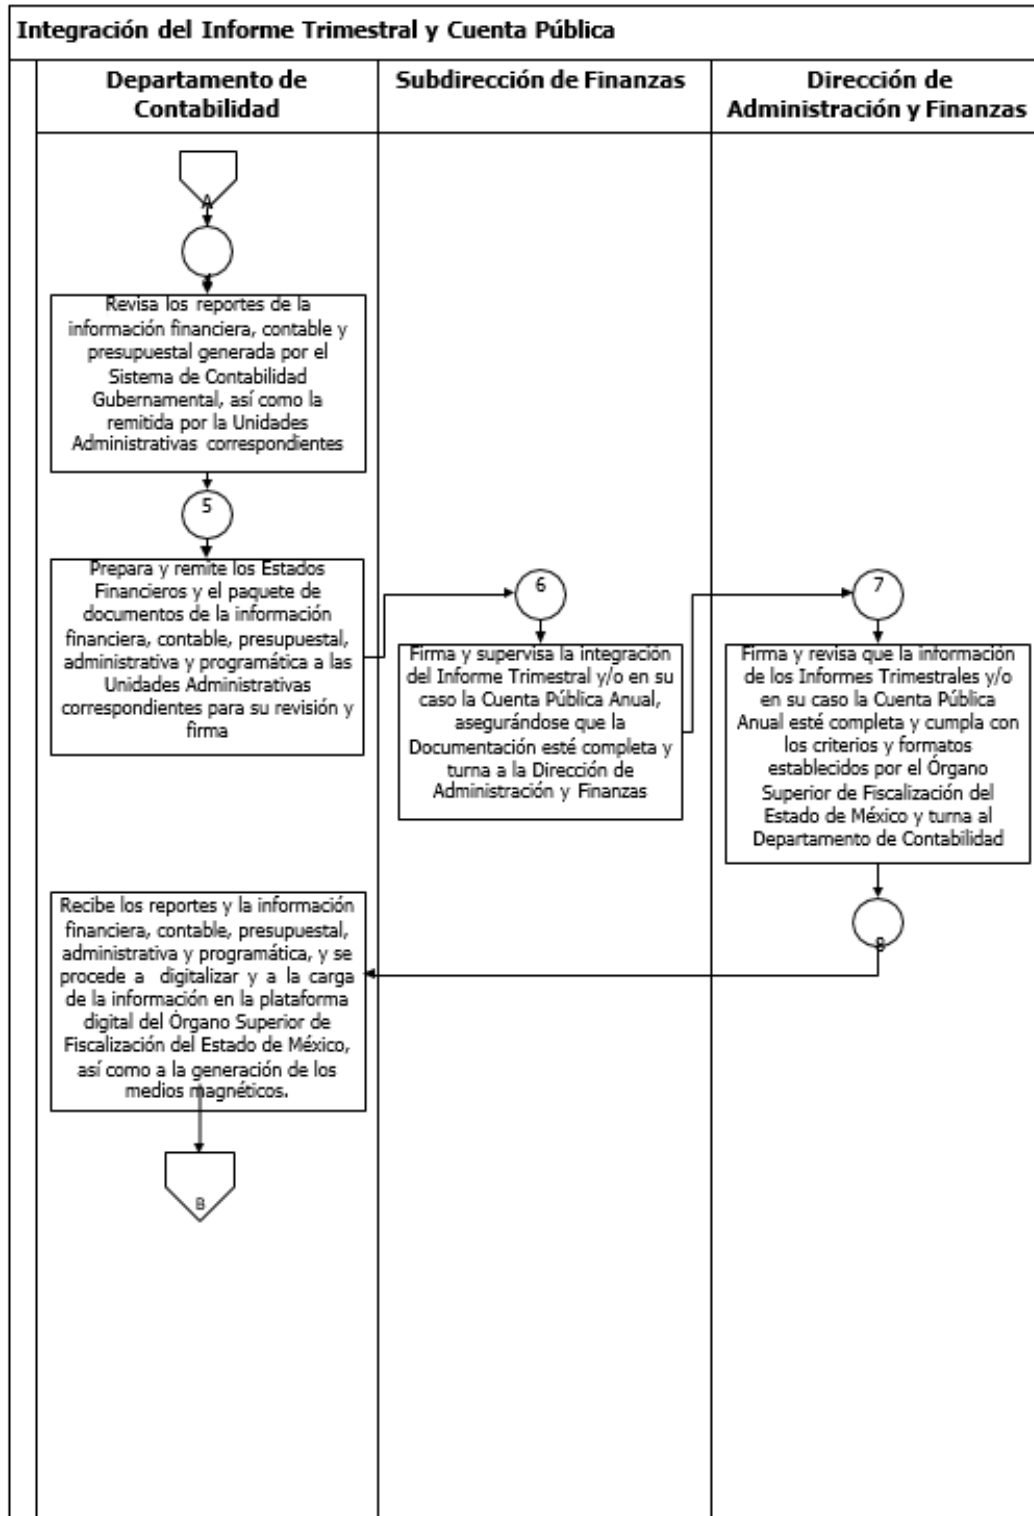 Integración del Informe Trimestral y Cuenta Pública
Departamento de
Contabilidad
Subdirección de Finanzas
Dirección de
Administración y Finanzas
A
Revisa los reportes de la
información financiera, contable y
presupuestal generada por el
Sistema de Contabilidad
Gubernamental, así como la
remitida por la Unidades
Administrativas correspondientes
5
Prepara y remite los Estados
Financieros y el paquete de
documentos de la información
financiera, contable, presupuestal,
administrativa y programática a las
Unidades Administrativas
correspondientes para su revisión y
firma
6
Firma y supervisa la integración
del Informe Trimestral y/o en su
caso la Cuenta Pública Anual,
asegurándose que la
Documentación esté completa y
turna a la Dirección de
Administración y Finanzas
7
Firma y revisa que la información
de los Informes Trimestrales y/o
en su caso la Cuenta Pública
Anual esté completa y cumpla con
los criterios y formatos
establecidos por el Órgano
Superior de Fiscalización del
Estado de México y turna al
Departamento de Contabilidad
8
Recibe los reportes y la información
financiera, contable, presupuestal,
administrativa y programática, y se
procede a digitalizar y a la carga
de la información en la plataforma
digital del Órgano Superior de
Fiscalización del Estado de México,
así como a la generación de los
medios magnéticos.
B